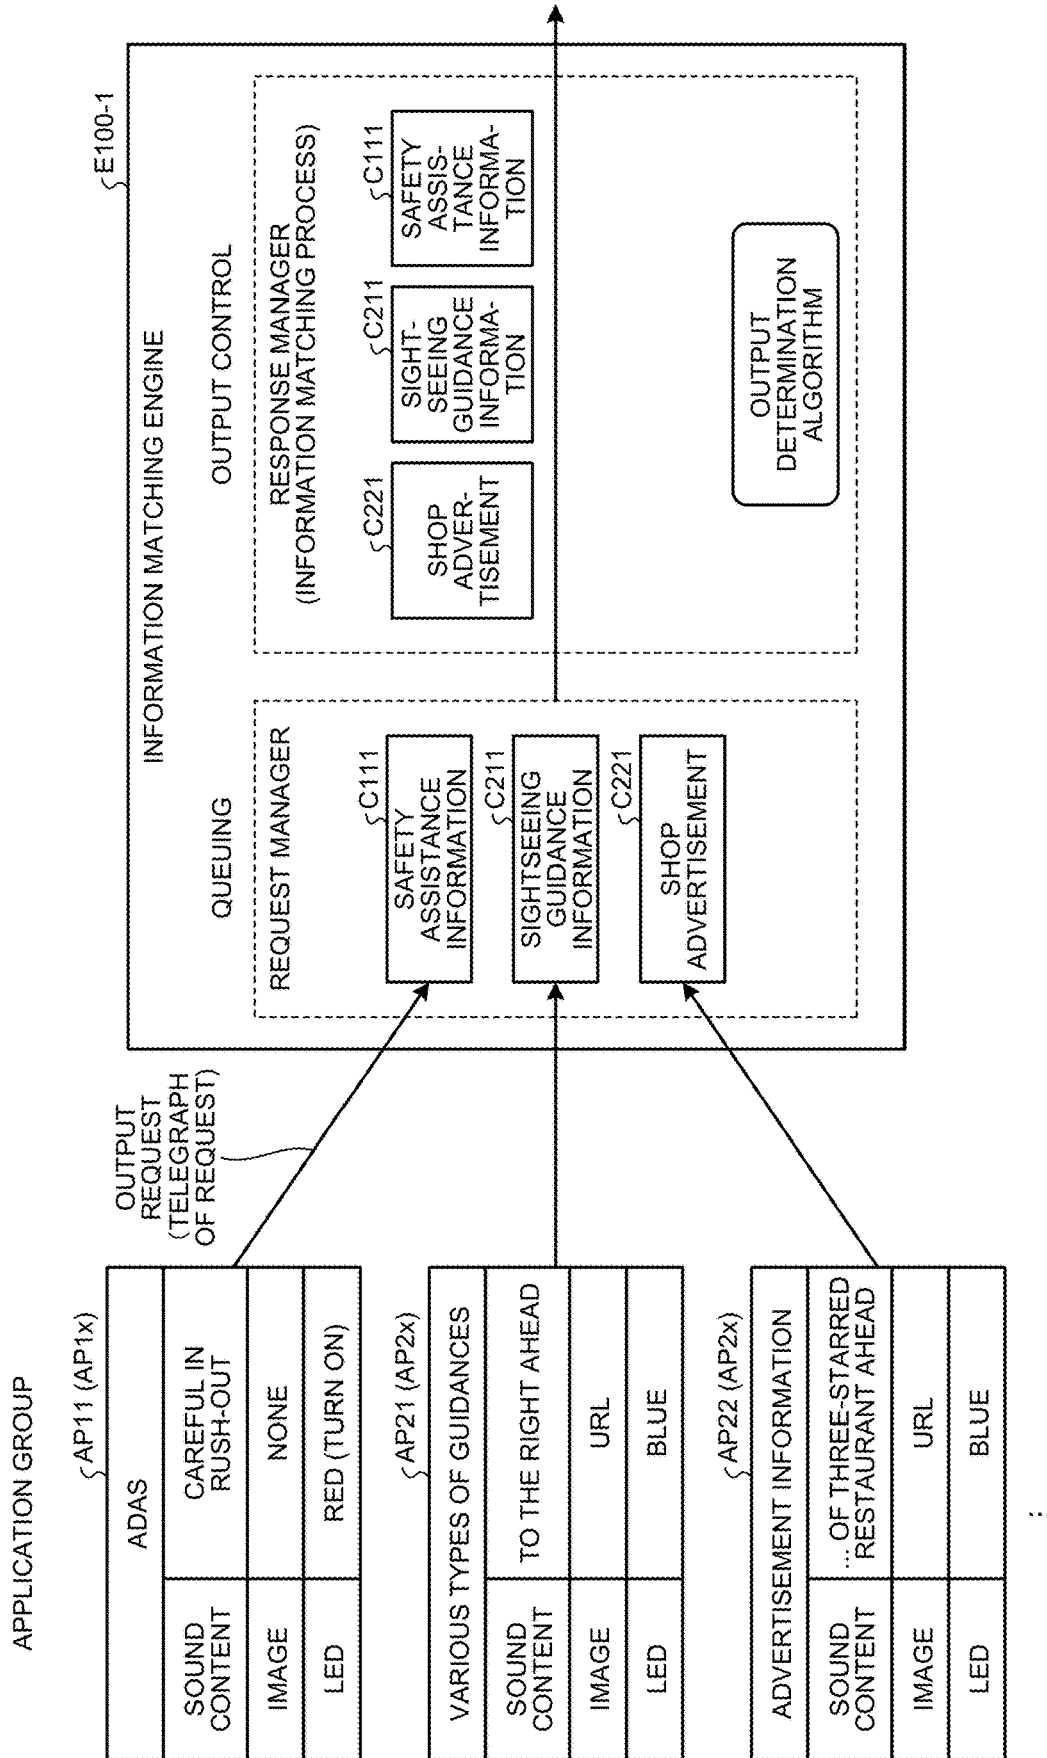 APPLICATION GROUP
AP11 (AP1x)
ADAS
SOUND
CONTENT
CAREFUL IN
RUSH-OUT
IMAGE
NONE
LED
RED (TURN ON)
AP21 (AP2x)
VARIOUS TYPES OF GUIDANCES
SOUND
CONTENT
TO THE RIGHT AHEAD
IMAGE
URL
LED
BLUE
AP22 (AP2x)
ADVERTISEMENT INFORMATION
SOUND
CONTENT
... OF THREE-STARRED
RESTAURANT AHEAD
IMAGE
URL
LED
BLUE
OUTPUT
REQUEST
(TELEGRAPH
OF REQUEST)
E100-1
INFORMATION MATCHING ENGINE
QUEUING
REQUEST MANAGER
C111
SAFETY
ASSISTANCE
INFORMATION
C211
SIGHTSEEING
GUIDANCE
INFORMATION
C221
SHOP
ADVERTISEMENT
OUTPUT CONTROL
RESPONSE MANAGER
(INFORMATION MATCHING PROCESS)
C221
SHOP
ADVER-
TISEMENT
C211
SIGHT-
SEEING
GUIDANCE
INFORMA-
TION
C111
SAFETY
ASSIS-
TANCE
INFORMA-
TION
OUTPUT
DETERMINATION
ALGORITHM